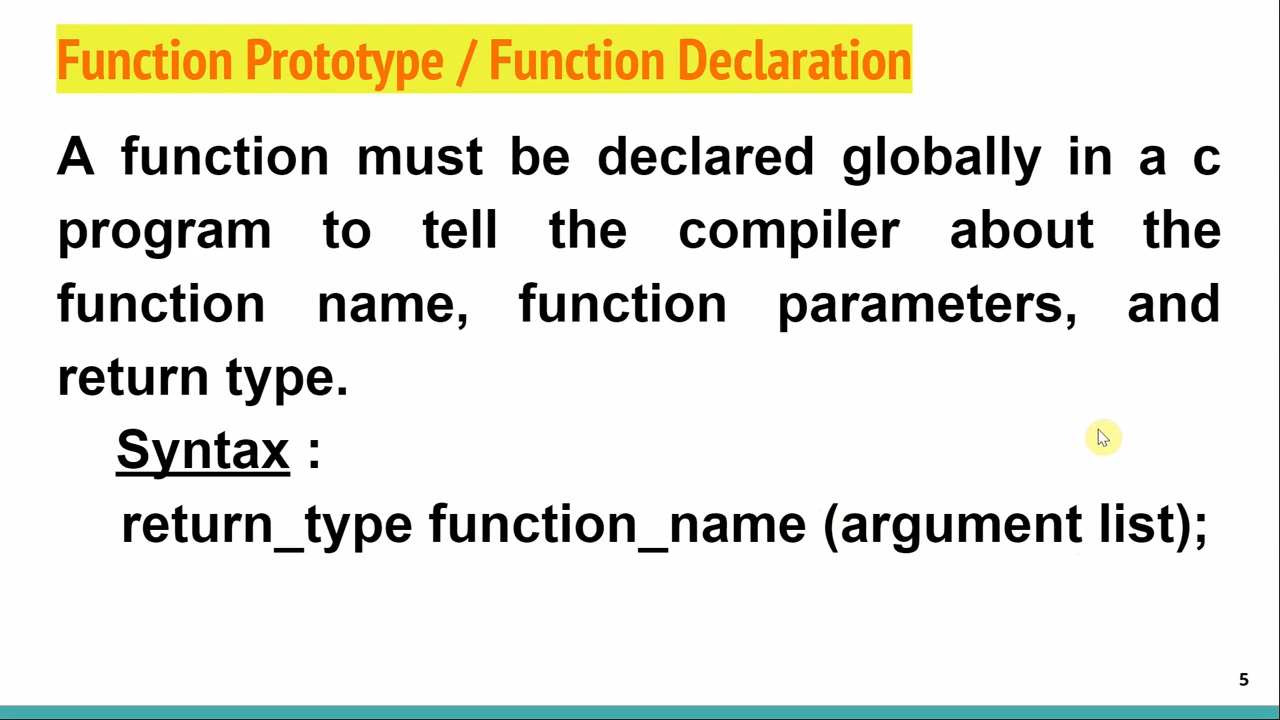 Function Prototype / Function Declaration
A function must be declared globally in a c
program to tell the compiler about the
function name, function parameters, and
return type.
Syntax :
return_type function_name (argument list);
5